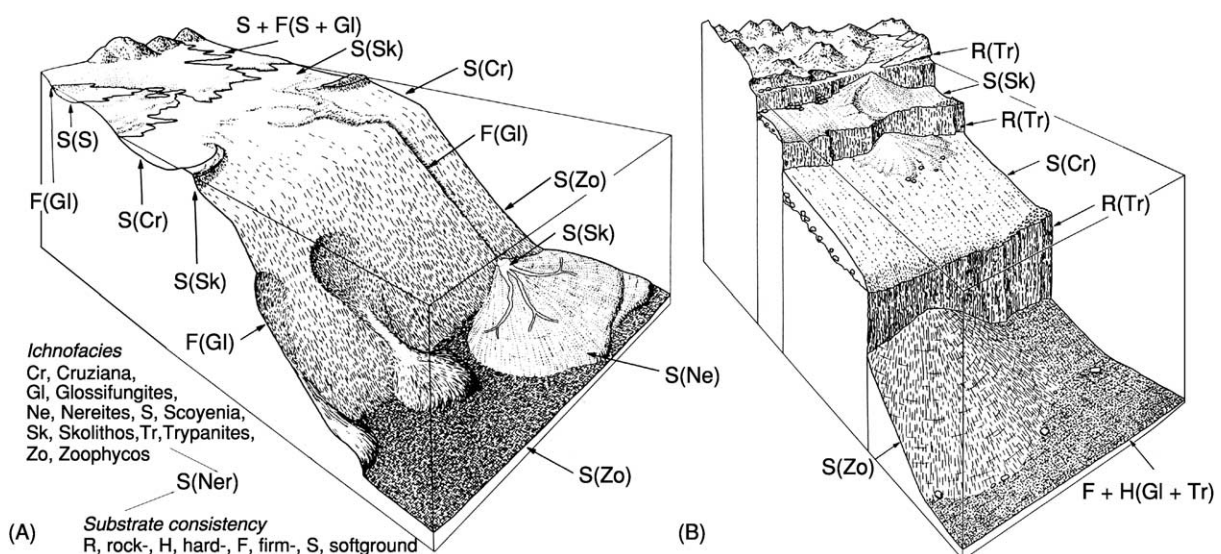 S + F(S + Gl)
S(Sk)
S(Cr)
F(Gl)
S(S)
F(Gl)
S(Cr)
S(Sk)
S(Zo)
S(Sk)
F(Gl)
S(Ne)
S(Zo)
Ichnofacies
Cr, Cruziana,
Gl, Glossifungites,
Ne, Nereites, S, Scoyenia,
Sk, Skolithos,Tr,Trypanites,
Zo, Zoophycos
S(Ner)
(A)
Substrate consistency
R, rock-, H, hard-, F, firm-, S, softground
R(Tr)
S(Sk)
R(Tr)
S(Cr)
R(Tr)
S(Zo)
F + H(Gl + Tr)
(B)